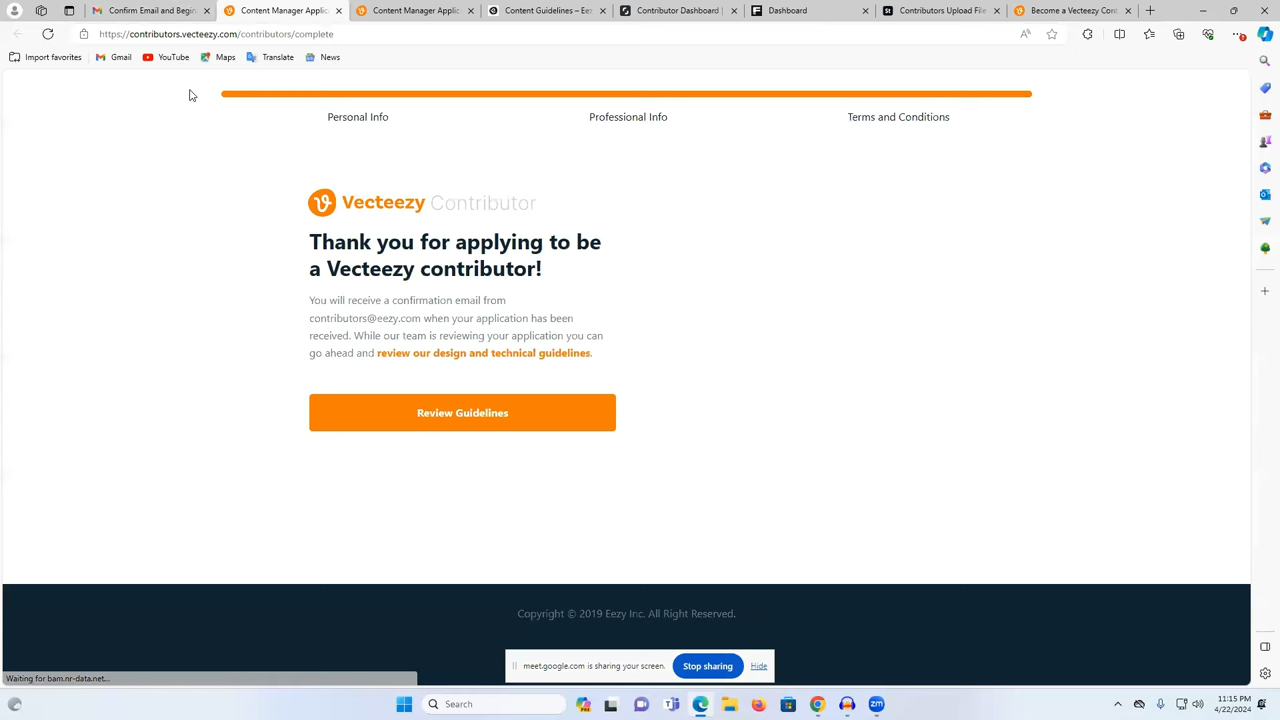 Confirm Email and Begin
Content Manager Applic
Content Manager Applic
Content Guidelines – Eez
Contributor Dashboard
Dashboard
Contributors Upload File
Become a Vecteezy Cont
https://contributors.vecteezy.com/contributors/complete
Import favorites
Gmail
YouTube
Maps
Translate
News
Personal Info
Professional Info
Terms and Conditions
Vecteezy Contributor
Thank you for applying to be
a Vecteezy contributor!
You will receive a confirmation email from
contributors@eezy.com when your application has been
received. While our team is reviewing your application you can
go ahead and review our design and technical guidelines.
Review Guidelines
Copyright © 2019 Eezy Inc. All Right Reserved.
meet.google.com is sharing your screen.
Stop sharing
Hide
Waiting for bam.nr-data.net...
Search
11:15 PM
4/22/2024